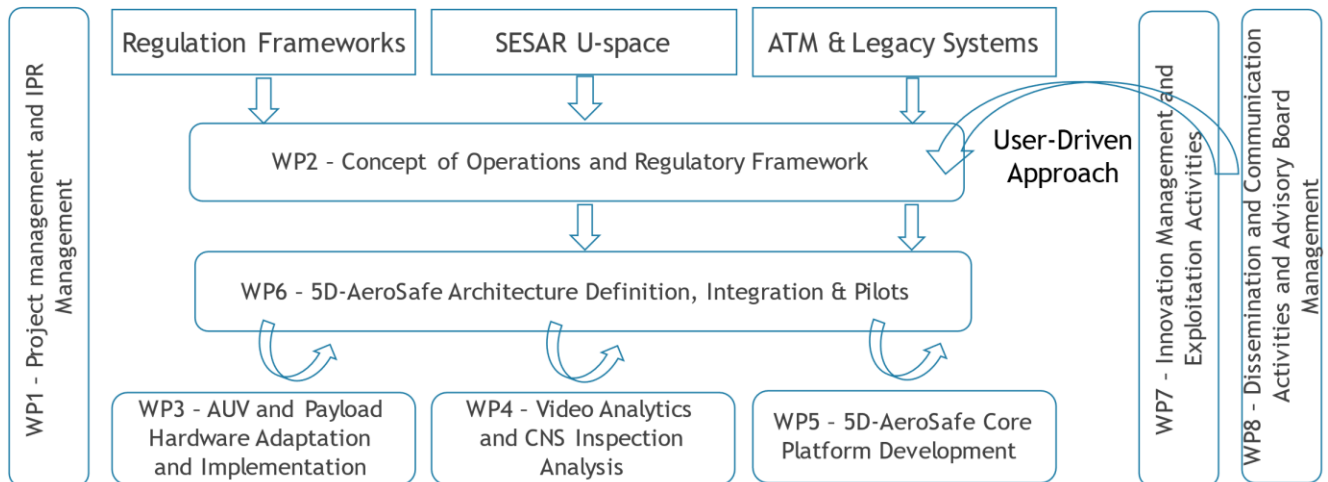 WP1 - Project management and IPR
Management
Regulation Frameworks
SESAR U-space
ATM & Legacy Systems
WP2 – Concept of Operations and Regulatory Framework
User-Driven
Approach
WP6 – 5D-AeroSafe Architecture Definition, Integration & Pilots
WP3 – AUV and Payload
Hardware Adaptation
and Implementation
WP4 – Video Analytics
and CNS Inspection
Analysis
WP5 – 5D-AeroSafe Core
Platform Development
WP7 - Innovation Management and
Exploitation Activities
WP8 - Dissemination and Communication
Activities and Advisory Board
Management